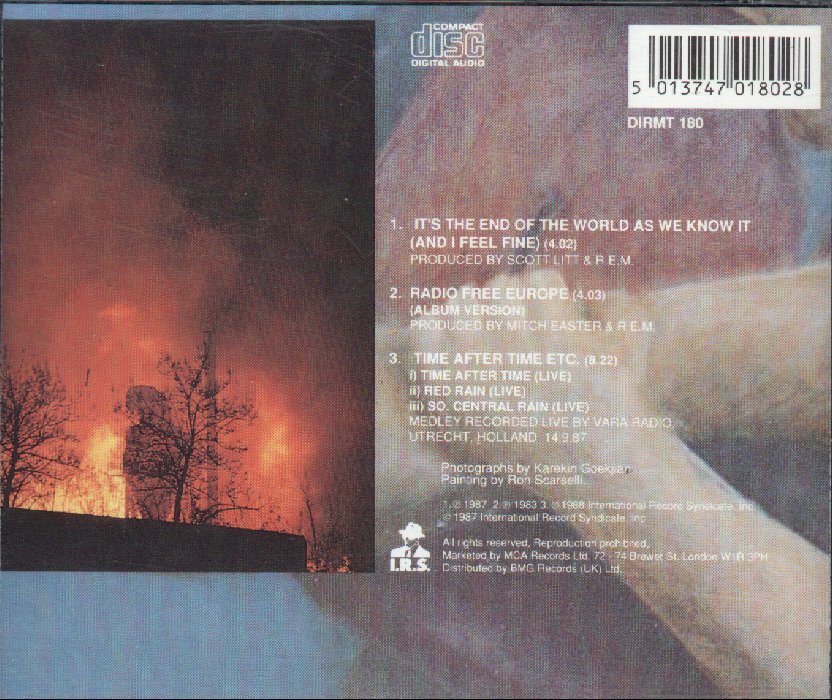 COMPACT
disc
DIGITAL AUDIO
5 013747 018028
DIRMT 180
1. IT'S THE END OF THE WORLD AS WE KNOW IT
(AND I FEEL FINE) (4.02)
PRODUCED BY SCOTT LITT & R.E.M.
2. RADIO FREE EUROPE (4.03)
(ALBUM VERSION)
PRODUCED BY MITCH EASTER & R.E.M.
3. TIME AFTER TIME ETC. (8.22)
i) TIME AFTER TIME (LIVE)
ii) RED RAIN (LIVE)
iii) SO. CENTRAL RAIN (LIVE)
MEDLEY RECORDED LIVE BY VARA RADIO
UTRECHT, HOLLAND 14.9.87
Photographs by Karekin Goekjian
Painting by Ron Scarselli.
1. ℗ 1987 2. ℗ 1983 3. ℗ 1988 International Record Syndicate, Inc.
© 1987 International Record Syndicate, Inc.
All rights reserved, Reproduction prohibited,
Marketed by MCA Records Ltd. 72 - 74 Brewer St. London W1R 3PH
Distributed by BMG Records (UK) Ltd.
I.R.S.